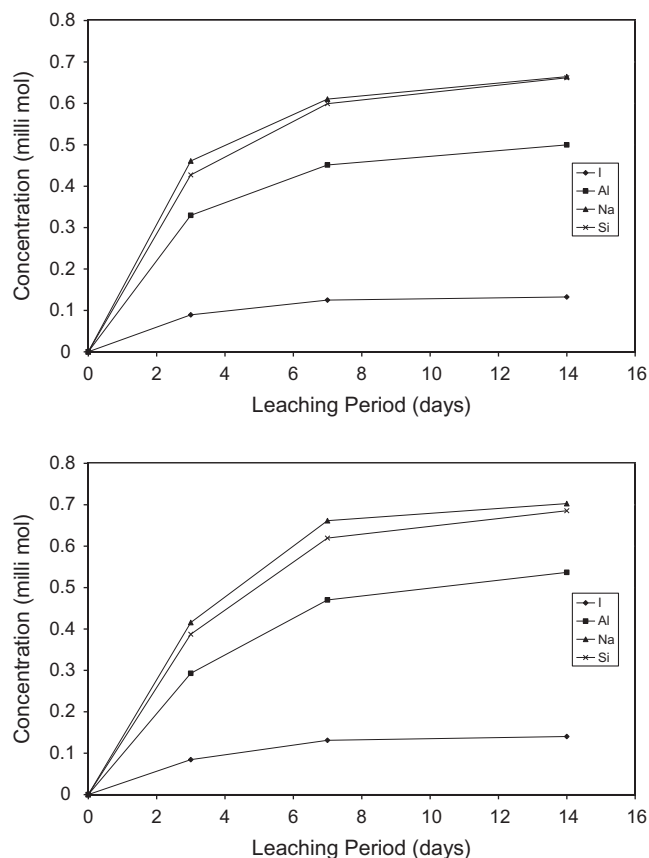 0.8
0.7
0.6
0.5
0.4
0.3
0.2
0.1
0
Concentration (milli mol)
I
Al
Na
Si
0 2 4 6 8 10 12 14 16
Leaching Period (days)
0.8
0.7
0.6
0.5
0.4
0.3
0.2
0.1
0
Concentration (milli mol)
I
Al
Na
Si
0 2 4 6 8 10 12 14 16
Leaching Period (days)